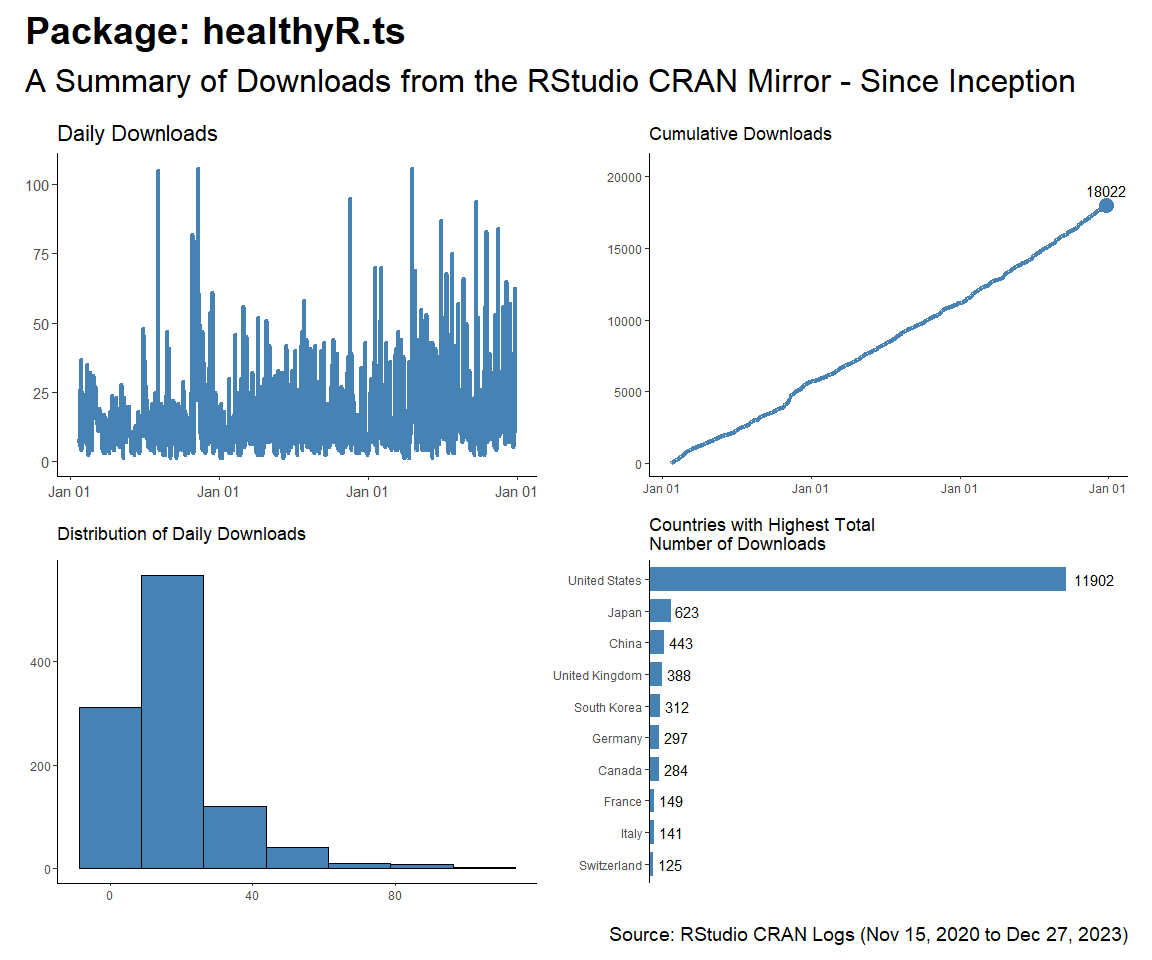 Package: healthyR.ts
A Summary of Downloads from the RStudio CRAN Mirror - Since Inception
Daily Downloads
100
75
50
25
0
Jan 01 Jan 01 Jan 01 Jan 01
Cumulative Downloads
20000
15000
10000
5000
0
18022
Jan 01 Jan 01 Jan 01 Jan 01
Distribution of Daily Downloads
400
200
0
0 40 80
Countries with Highest Total
Number of Downloads
United States 11902
Japan 623
China 443
United Kingdom 388
South Korea 312
Germany 297
Canada 284
France 149
Italy 141
Switzerland 125
Source: RStudio CRAN Logs (Nov 15, 2020 to Dec 27, 2023)